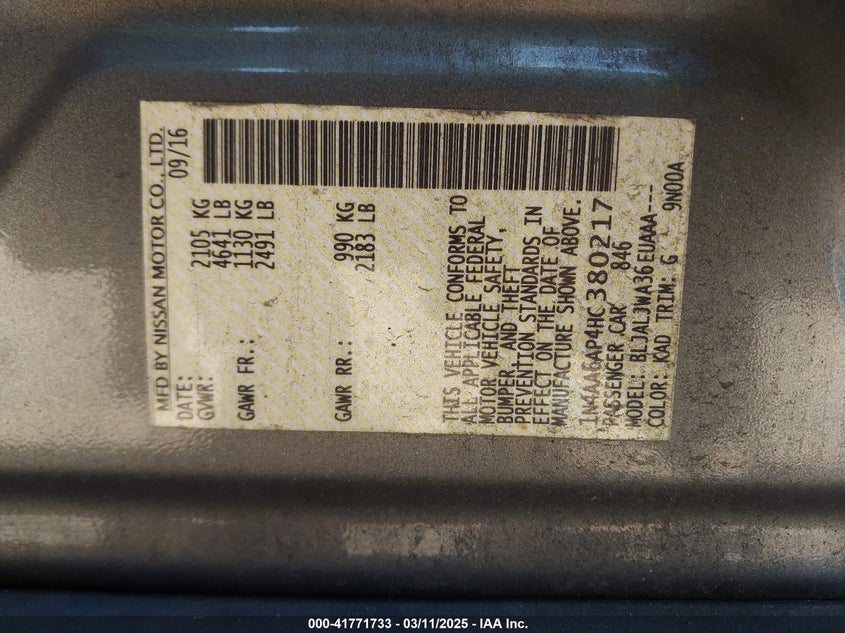 MFD BY NISSAN MOTOR CO., LTD.
DATE: 09/16
GVWR: 2105 KG
4641 LB
GAWR FR.: 1130 KG
2491 LB
GAWR RR.: 990 KG
2183 LB
THIS VEHICLE CONFORMS TO
ALL APPLICABLE FEDERAL
MOTOR VEHICLE SAFETY,
BUMPER, AND THEFT
PREVENTION STANDARDS IN
EFFECT ON THE DATE OF
MANUFACTURE SHOWN ABOVE.
1N4AA6AP4HC380217
PASSENGER CAR 846
MODEL: BLJALJWA36EUAAA---
COLOR: KAD TRIM: G 9N00A
000-41771733 - 03/11/2025 - IAA Inc.